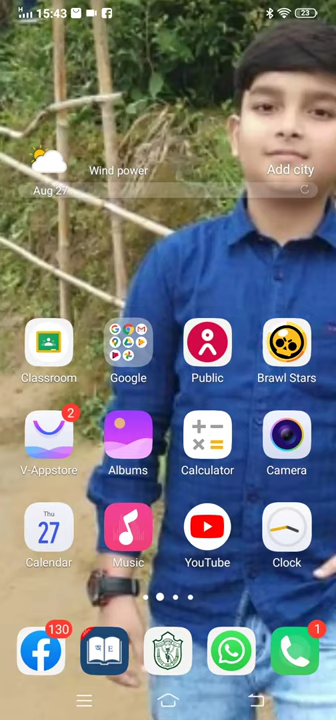 H
15:43
23
Wind power
Add city
Aug 27
Classroom
Google
Public
Brawl Stars
2
V-Appstore
Albums
Calculator
Camera
Thu
27
Calendar
Music
YouTube
Clock
130
E
1